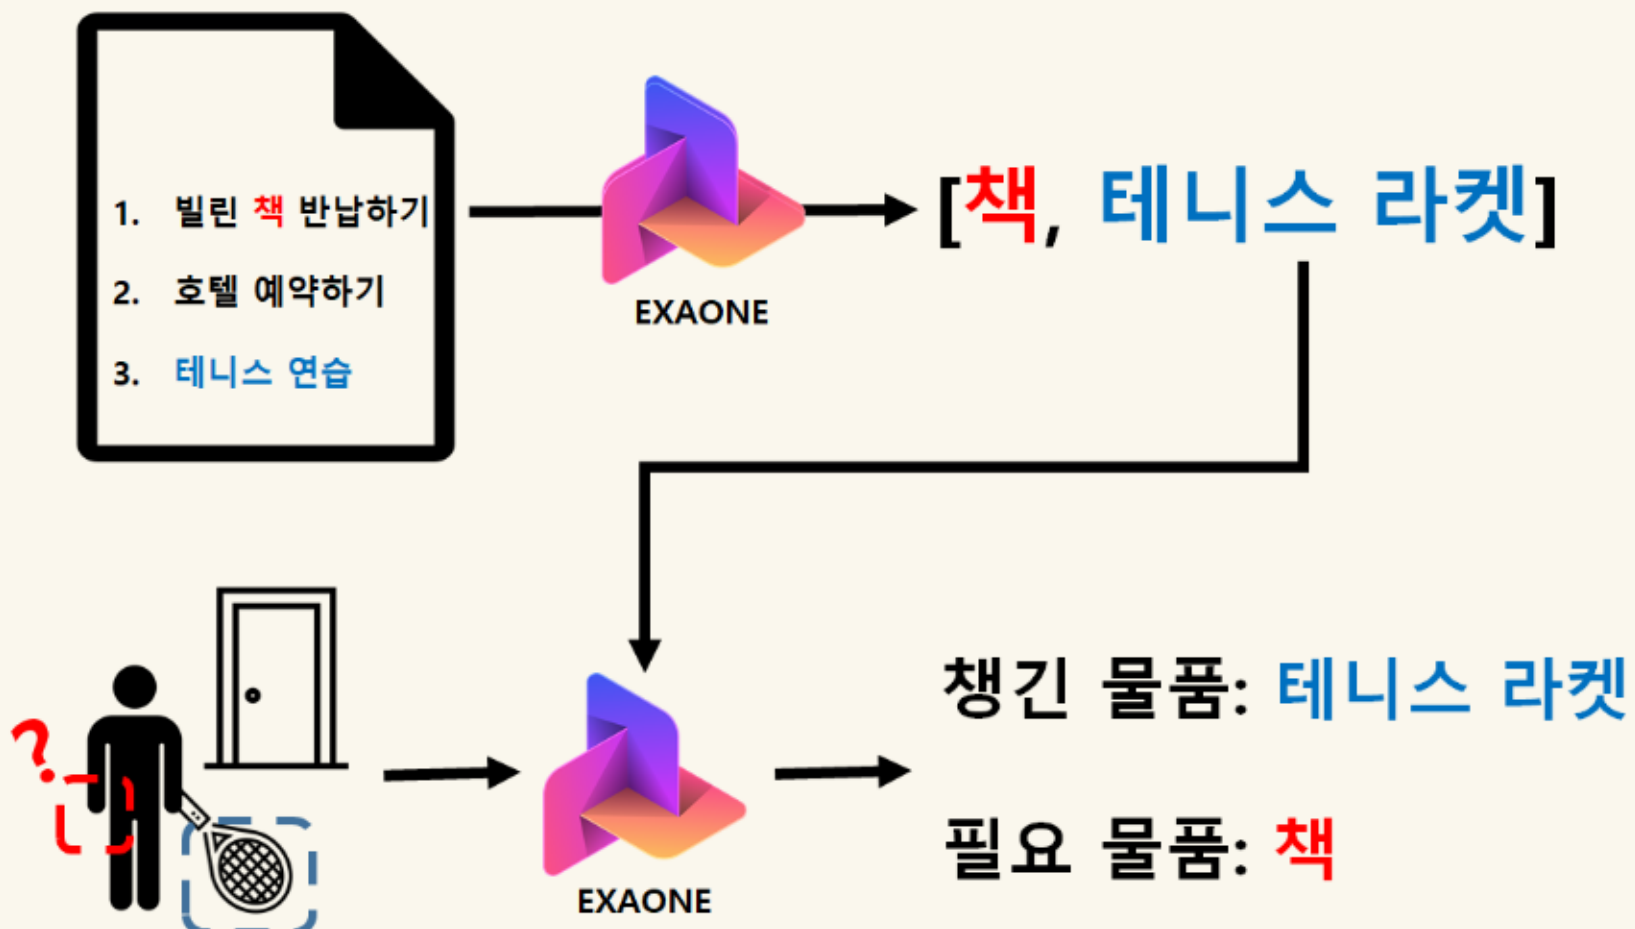 1. 빌린 책 반납하기
2. 호텔 예약하기
3. 테니스 연습
EXAONE
[책, 테니스 라켓]
?
EXAONE
챙긴 물품: 테니스 라켓
필요 물품: 책